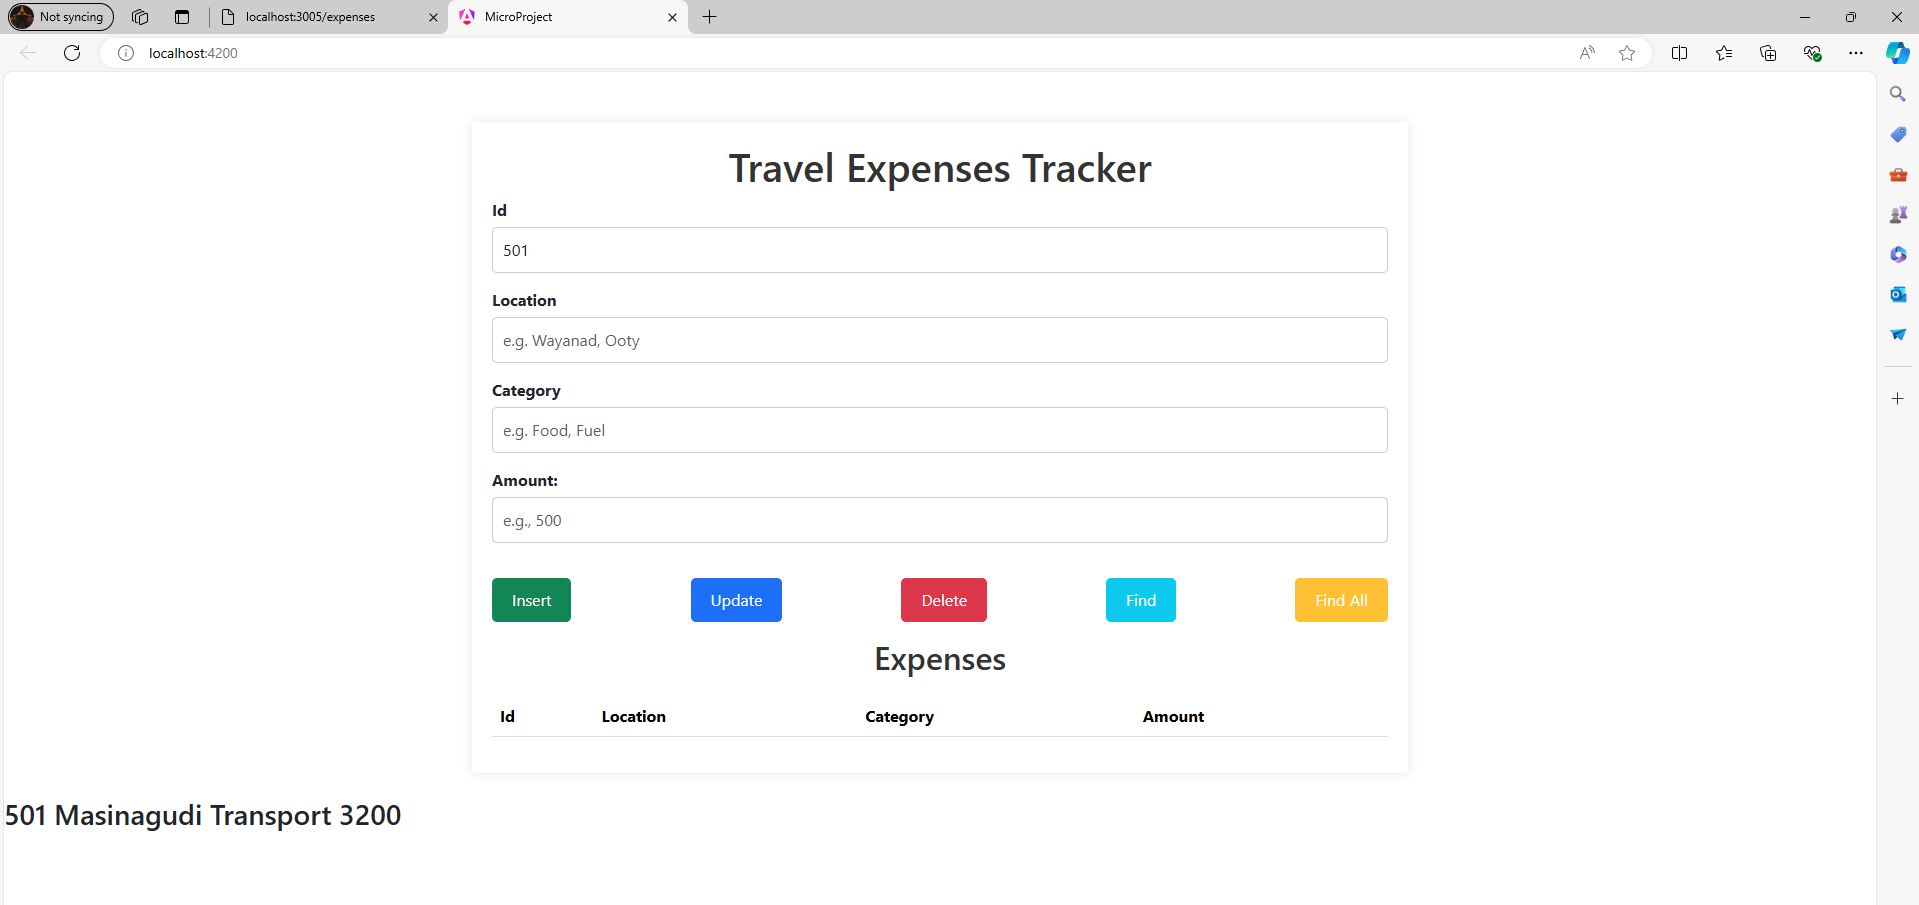 Not syncing
localhost:3005/expenses
MicroProject
localhost:4200
Travel Expenses Tracker
Id
501
Location
e.g. Wayanad, Ooty
Category
e.g. Food, Fuel
Amount:
e.g., 500
Insert Update Delete Find Find All
Expenses
Id Location Category Amount
501 Masinagudi Transport 3200